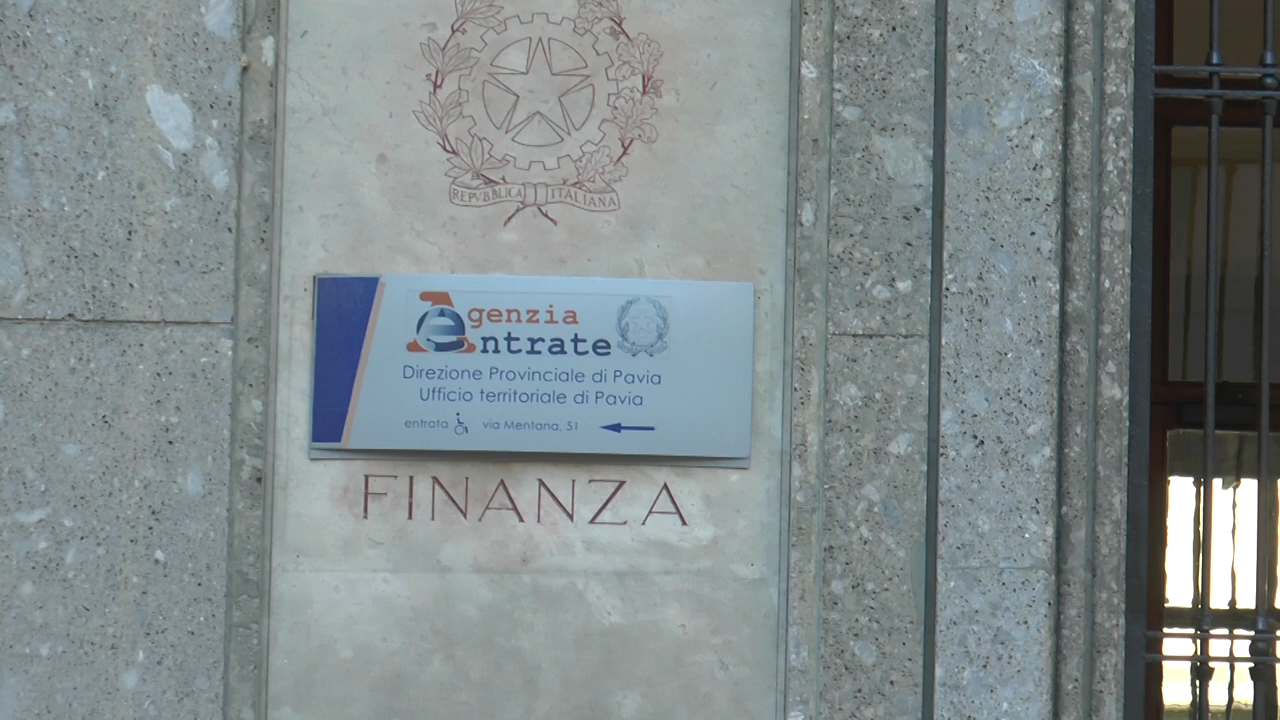 REPVBBLICA ITALIANA
Agenzia
entrate
Direzione Provinciale di Pavia
Ufficio territoriale di Pavia
entrata via Mentana, 51
FINANZA